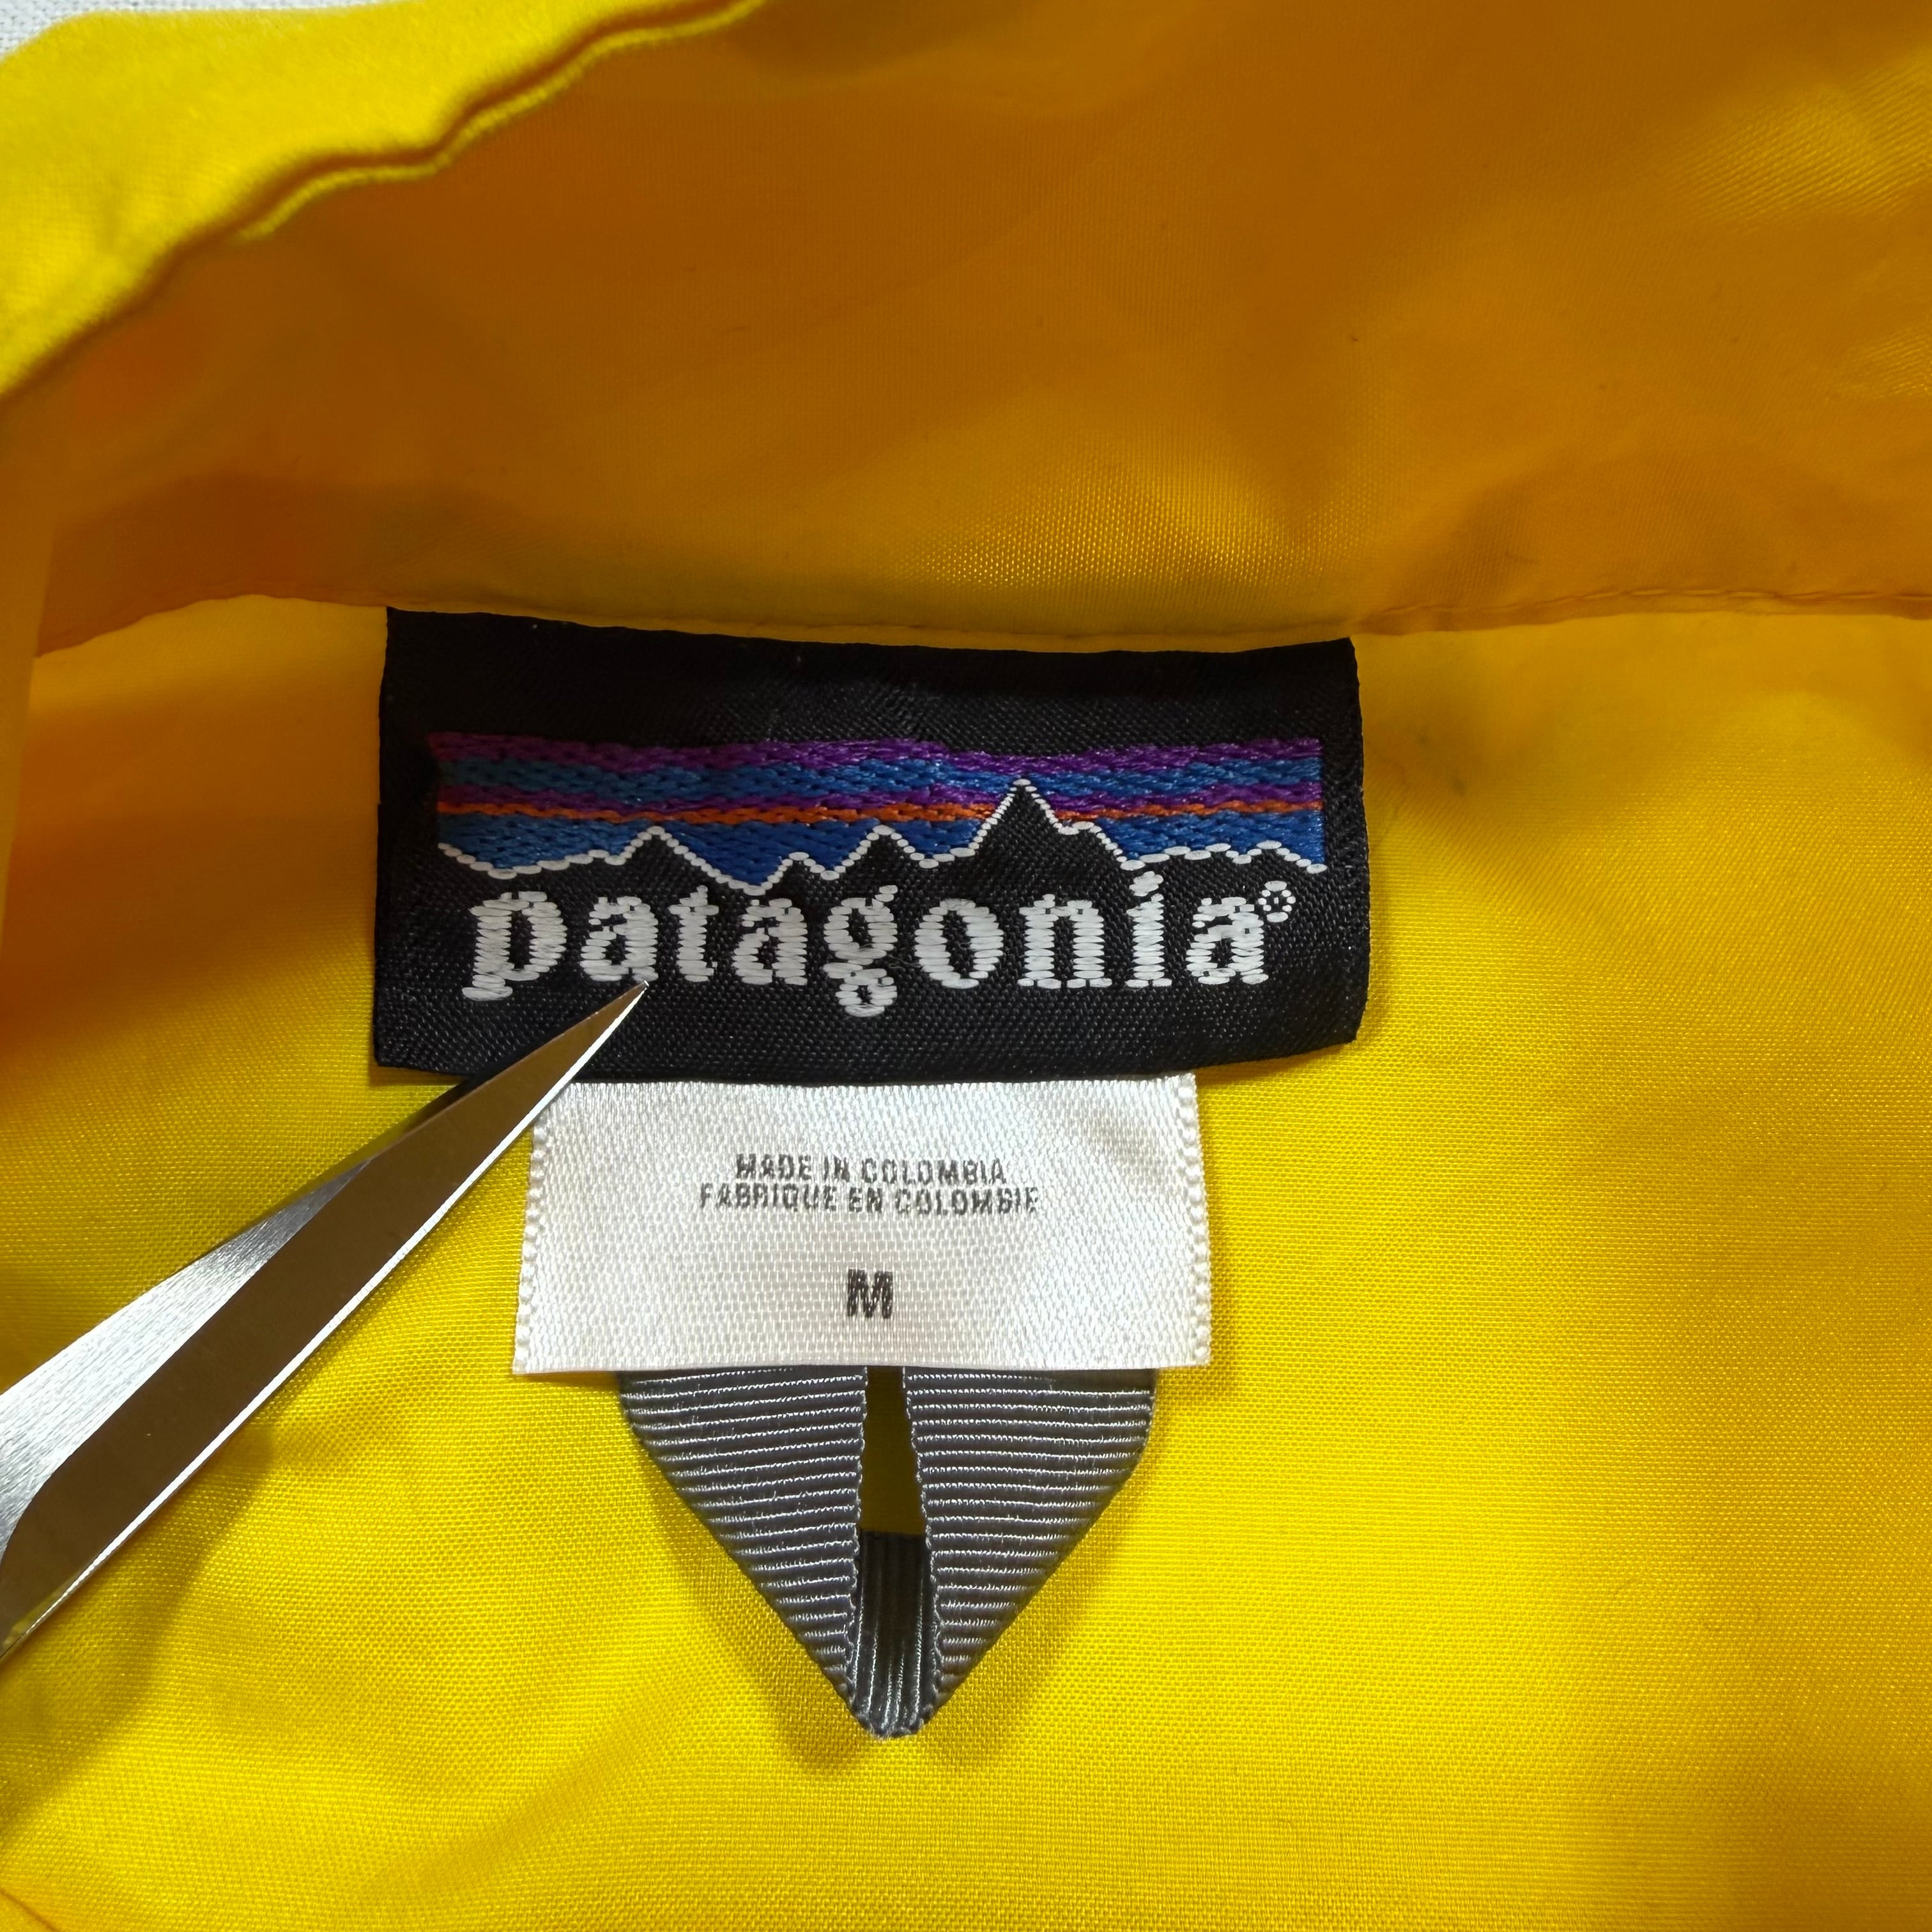 patagonia®
MADE IN COLOMBIA
FABRIQUE EN COLOMBIE
M